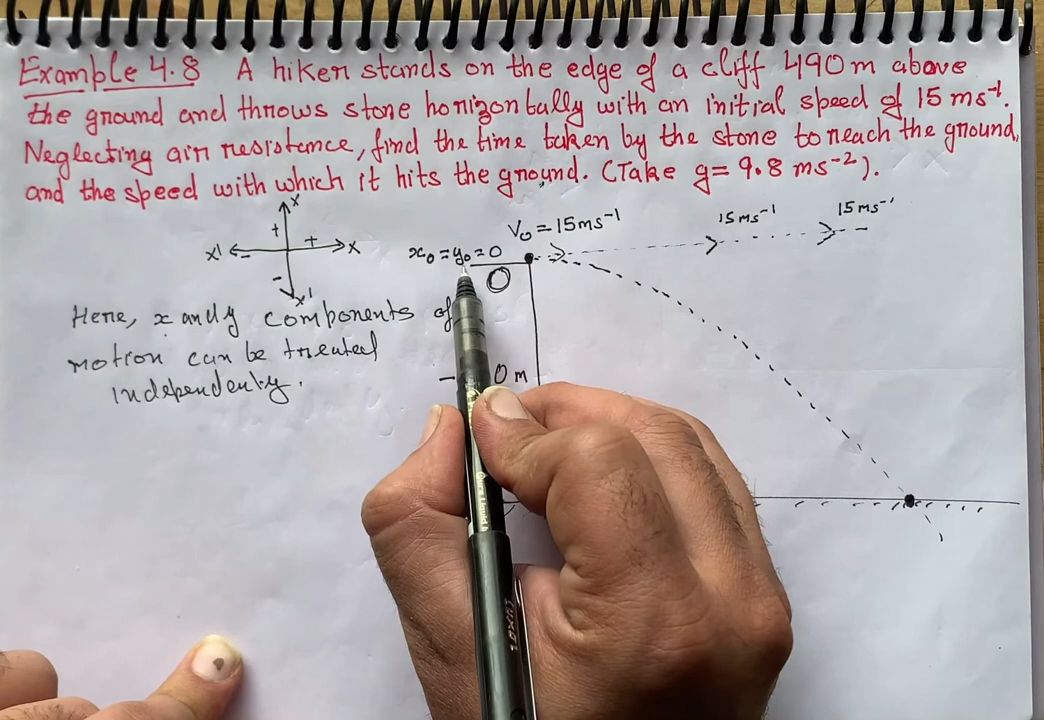 Example 4.8 A hiker stands on the edge of a cliff 490 m above
the ground and throws stone horizontally with an initial speed of 15 ms⁻¹.
Neglecting air resistance, find the time taken by the stone to reach the ground,
and the speed with which it hits the ground. (Take g = 9.8 ms⁻²).
X
+
X' - + X
-
X'
V₀ = 15 ms⁻¹
15 ms⁻¹
15 ms⁻¹
x₀ = y₀ = 0
O
Here, x and y components of
motion can be treated
independently.
0 m